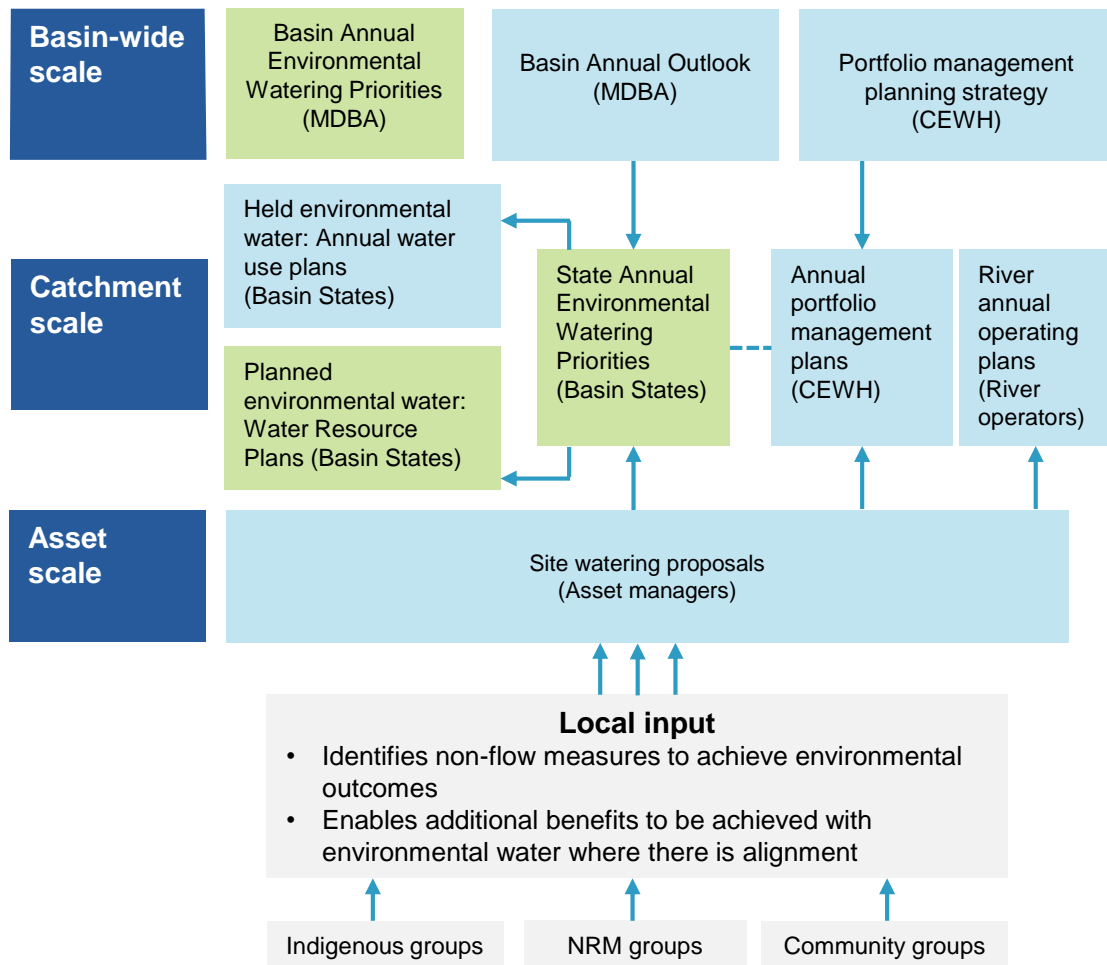 Basin-wide
scale
Basin Annual
Environmental
Watering Priorities
(MDBA)
Basin Annual Outlook
(MDBA)
Portfolio management
planning strategy
(CEWH)
Held environmental
water: Annual water
use plans
(Basin States)
Catchment
scale
State Annual
Environmental
Watering
Priorities
(Basin States)
Annual
portfolio
management
plans
(CEWH)
River
annual
operating
plans
(River
operators)
Planned
environmental water:
Water Resource
Plans (Basin States)
Asset
scale
Site watering proposals
(Asset managers)
Local input
• Identifies non-flow measures to achieve environmental
outcomes
• Enables additional benefits to be achieved with
environmental water where there is alignment
Indigenous groups
NRM groups
Community groups